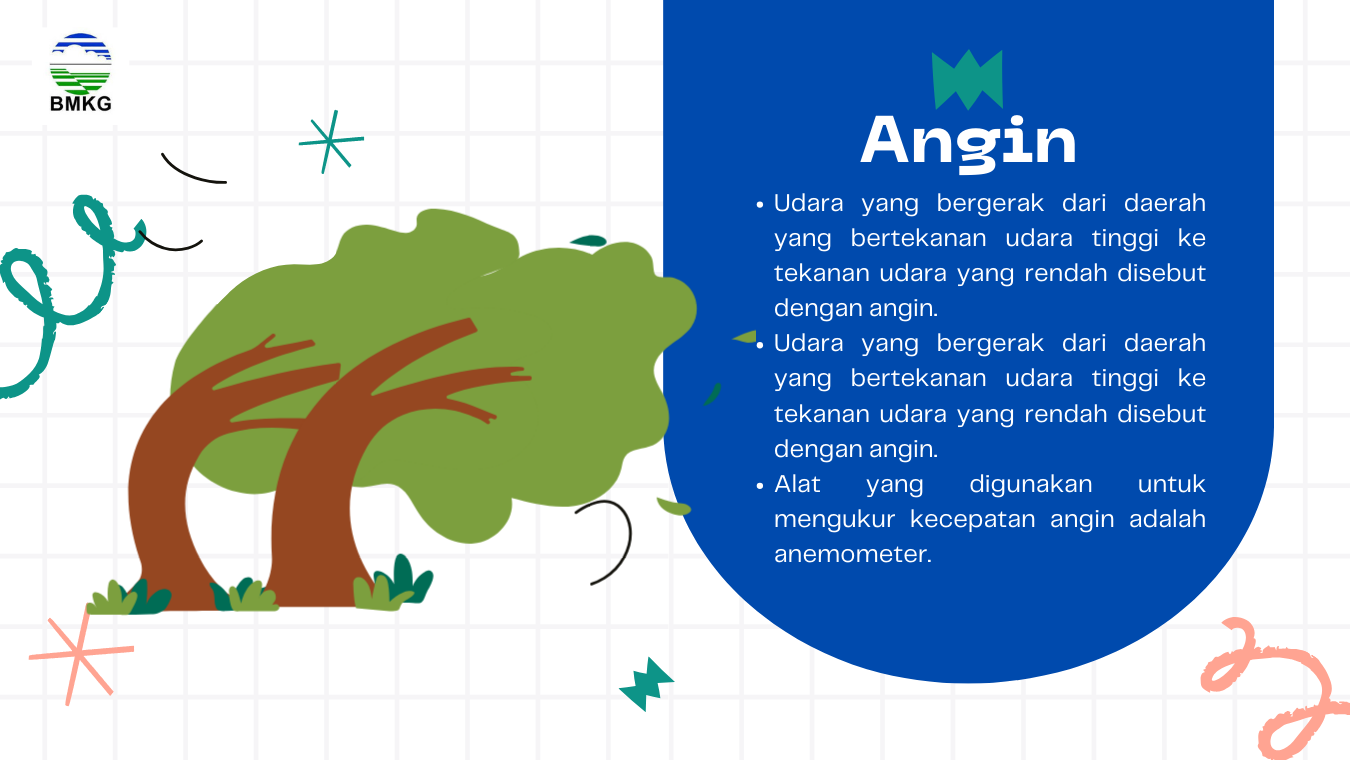 BMKG
Angin
• Udara yang bergerak dari daerah
yang bertekanan udara tinggi ke
tekanan udara yang rendah disebut
dengan angin.
• Udara yang bergerak dari daerah
yang bertekanan udara tinggi ke
tekanan udara yang rendah disebut
dengan angin.
• Alat yang digunakan untuk
mengukur kecepatan angin adalah
anemometer.